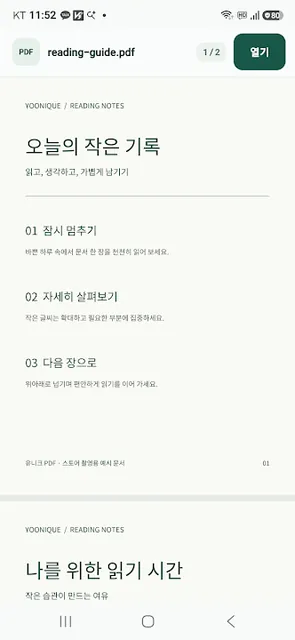 KT 11:52
80
PDF reading-guide.pdf 1 / 2 열기
YOONIQUE / READING NOTES
오늘의 작은 기록
읽고, 생각하고, 가볍게 남기기
01 잠시 멈추기
바쁜 하루 속에서 문서 한 장을 천천히 읽어 보세요.
02 자세히 살펴보기
작은 글씨는 확대하고 필요한 부분에 집중하세요.
03 다음 장으로
위아래로 넘기며 편안하게 읽기를 이어 가세요.
유니크 PDF · 스토어 촬영용 예시 문서 01
YOONIQUE / READING NOTES
나를 위한 읽기 시간
작은 습관이 만드는 여유